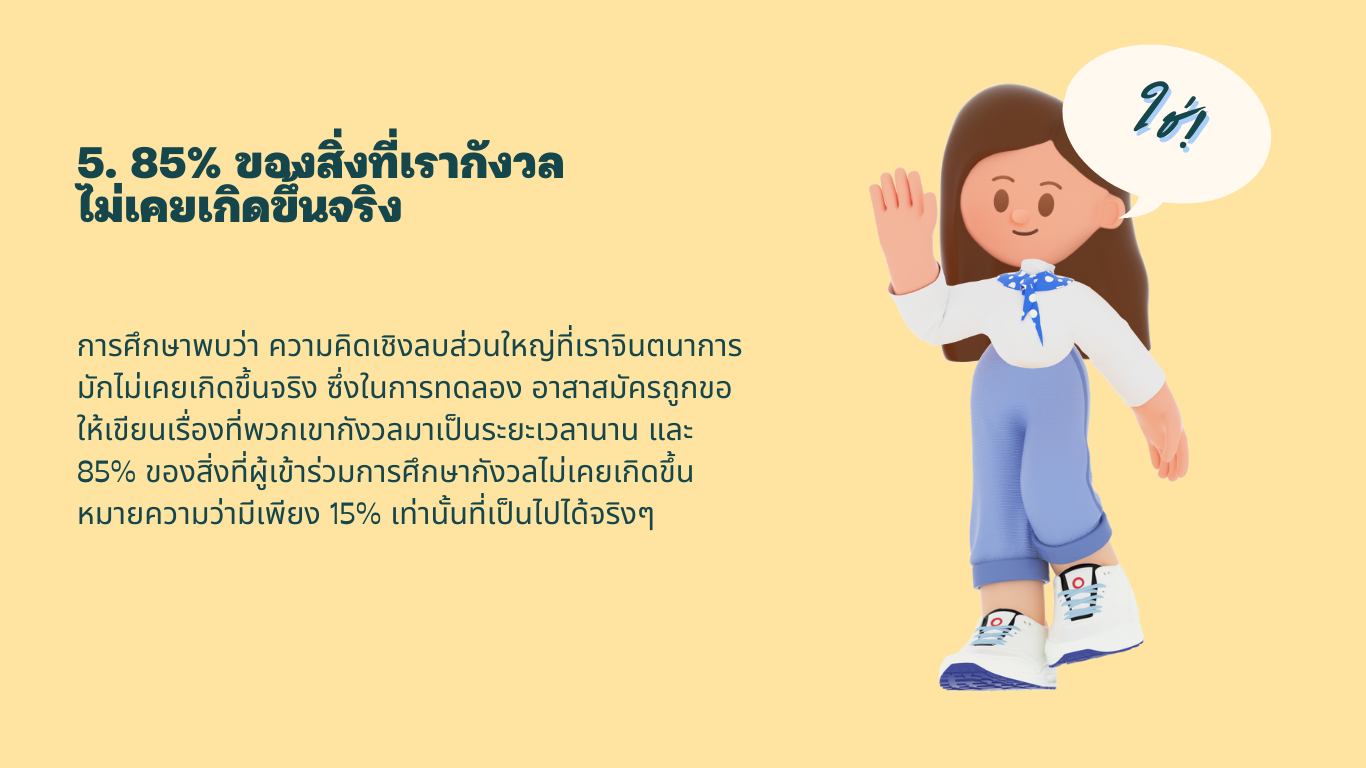 5. 85% ของสิ่งที่เรากังวล
ไม่เคยเกิดขึ้นจริง
ใช่!
การศึกษาพบว่า ความคิดเชิงลบส่วนใหญ่ที่เราจินตนาการ
มักไม่เคยเกิดขึ้นจริง ซึ่งในการทดลอง อาสาสมัครถูกขอ
ให้เขียนเรื่องที่พวกเขากังวลมาเป็นระยะเวลานาน และ
85% ของสิ่งที่ผู้เข้าร่วมการศึกษากังวลไม่เคยเกิดขึ้น
หมายความว่ามีเพียง 15% เท่านั้นที่เป็นไปได้จริงๆ